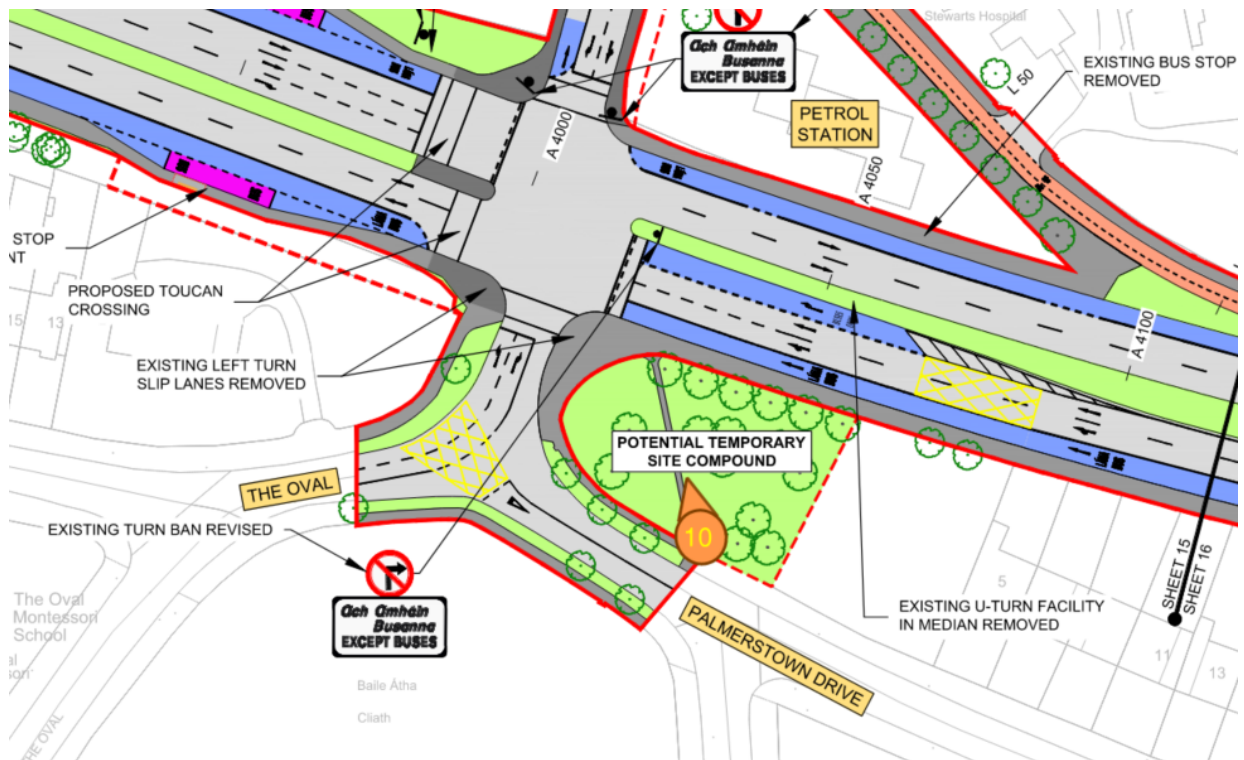 Stewarts Hospital
Ach Amháin
Busanna
EXCEPT BUSES
L 50
EXISTING BUS STOP
REMOVED
PETROL
STATION
A 4000
A 4050
STOP
NT
PROPOSED TOUCAN
CROSSING
15
13
A 4100
EXISTING LEFT TURN
SLIP LANES REMOVED
POTENTIAL TEMPORARY
SITE COMPOUND
THE OVAL
10
EXISTING TURN BAN REVISED
SHEET 15
SHEET 16
5
EXISTING U-TURN FACILITY
IN MEDIAN REMOVED
The Oval
Montessori
School
Ach Amháin
Busanna
EXCEPT BUSES
PALMERSTOWN DRIVE
11
13
Baile Átha
Cliath
THE OVAL